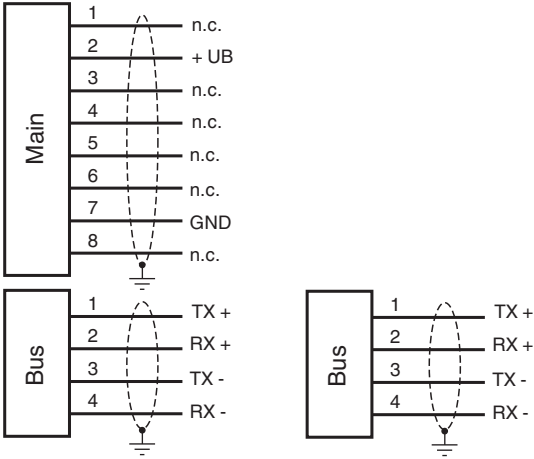 Main
1 n.c.
2 + UB
3 n.c.
4 n.c.
5 n.c.
6 n.c.
7 GND
8 n.c.
Bus
1 TX +
2 RX +
3 TX -
4 RX -
Bus
1 TX +
2 RX +
3 TX -
4 RX -